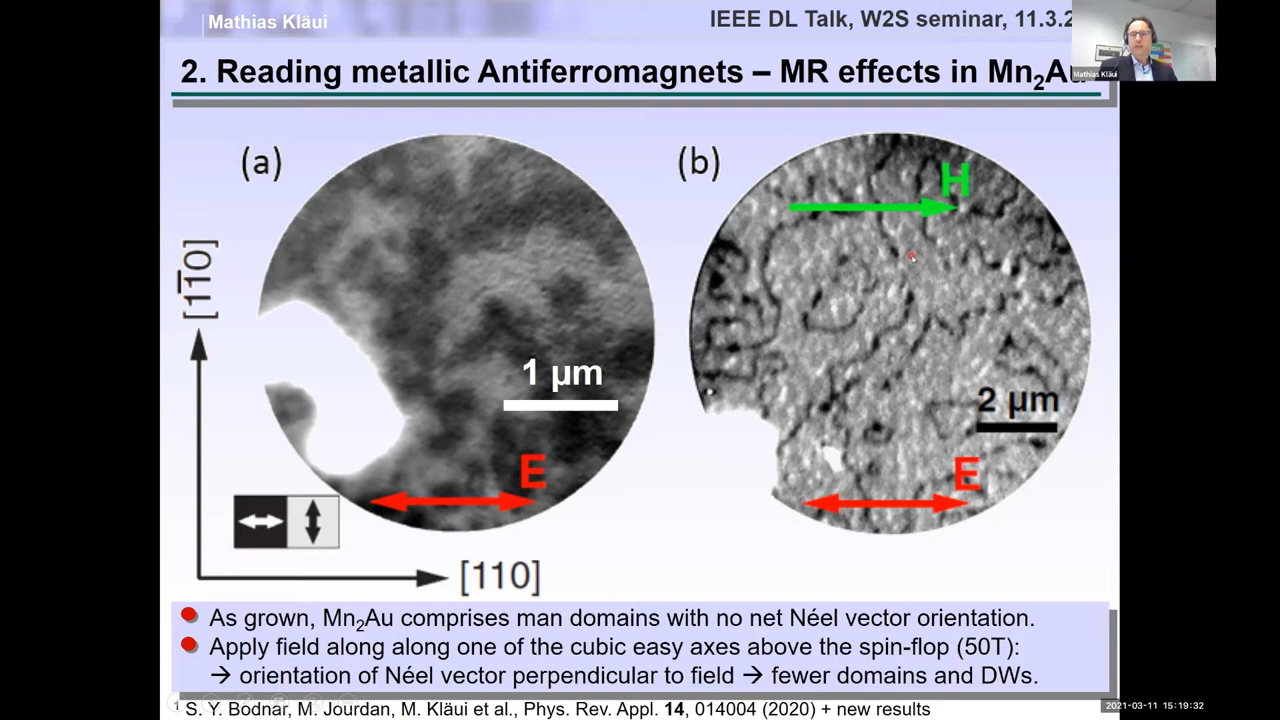 Mathias Kläui
IEEE DL Talk, W2S seminar, 11.3.2
Mathias Kläui
2. Reading metallic Antiferromagnets – MR effects in Mn₂Au
(a)
(b)
H
[11̅0]
1 µm
2 µm
E
E
[110]
As grown, Mn₂Au comprises man domains with no net Néel vector orientation.
Apply field along along one of the cubic easy axes above the spin-flop (50T):
→ orientation of Néel vector perpendicular to field → fewer domains and DWs.
¹ S. Y. Bodnar, M. Jourdan, M. Kläui et al., Phys. Rev. Appl. 14, 014004 (2020) + new results
2021-03-11 15:19:32